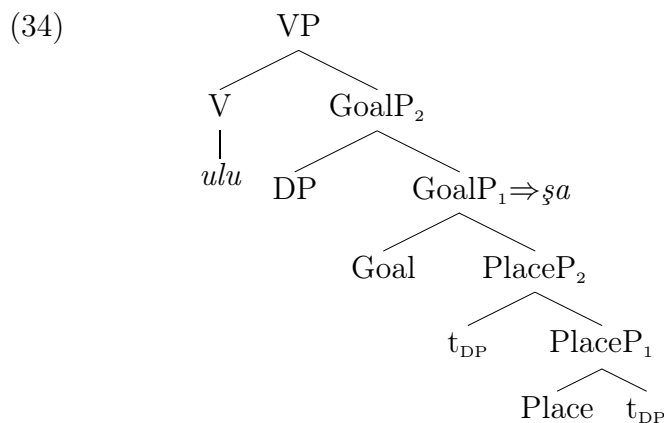 (34) VP
V GoalP₂
ulu DP GoalP₁⇒şa
Goal PlaceP₂
t_DP PlaceP₁
Place t_DP